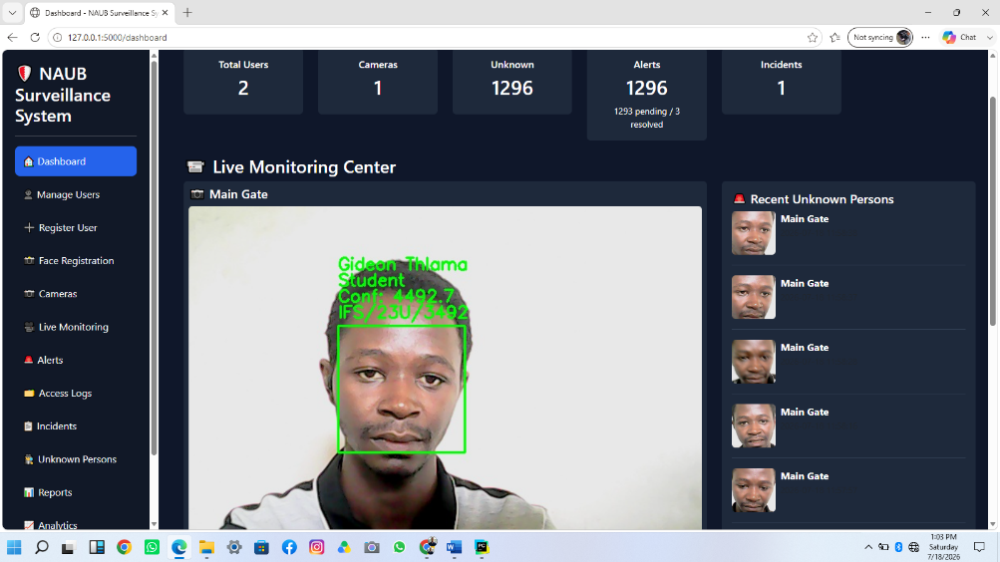 Dashboard - NAUB Surveillance Sy
127.0.0.1:5000/dashboard
Not syncing
Chat
NAUB
Surveillance
System
Dashboard
Manage Users
Register User
Face Registration
Cameras
Live Monitoring
Alerts
Access Logs
Incidents
Unknown Persons
Reports
Analytics
Total Users
2
Cameras
1
Unknown
1296
Alerts
1296
1293 pending / 3
resolved
Incidents
1
Live Monitoring Center
Main Gate
Gideon Thlama
Student
Conf: 4492.7
IFS/23U/3492
Recent Unknown Persons
Main Gate
Main Gate
Main Gate
Main Gate
Main Gate
1:03 PM
Saturday
7/18/2026